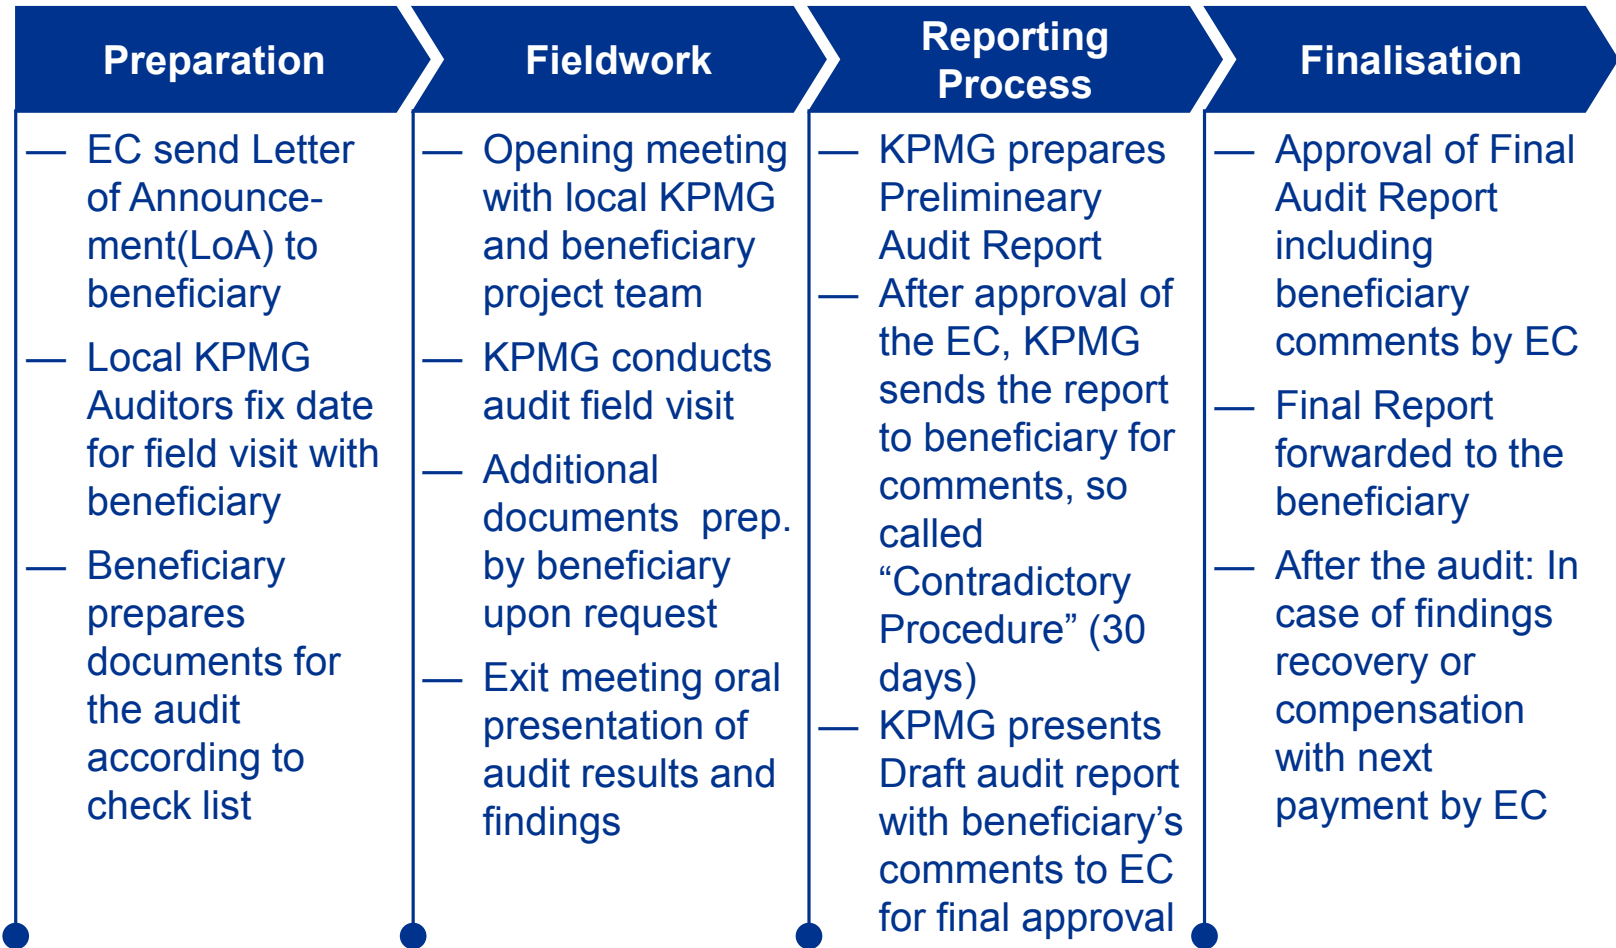 Preparation
— EC send Letter
of Announce-
ment(LoA) to
beneficiary
— Local KPMG
Auditors fix date
for field visit with
beneficiary
— Beneficiary
prepares
documents for
the audit
according to
check list
Fieldwork
— Opening meeting
with local KPMG
and beneficiary
project team
— KPMG conducts
audit field visit
— Additional
documents  prep.
by beneficiary
upon request
— Exit meeting oral
presentation of
audit results and
findings
Reporting
Process
— KPMG prepares
Prelimineary
Audit Report
— After approval of
the EC, KPMG
sends the report
to beneficiary for
comments, so
called
“Contradictory
Procedure” (30
days)
— KPMG presents
Draft audit report
with beneficiary’s
comments to EC
for final approval
Finalisation
— Approval of Final
Audit Report
including
beneficiary
comments by EC
— Final Report
forwarded to the
beneficiary
— After the audit: In
case of findings
recovery or
compensation
with next
payment by EC